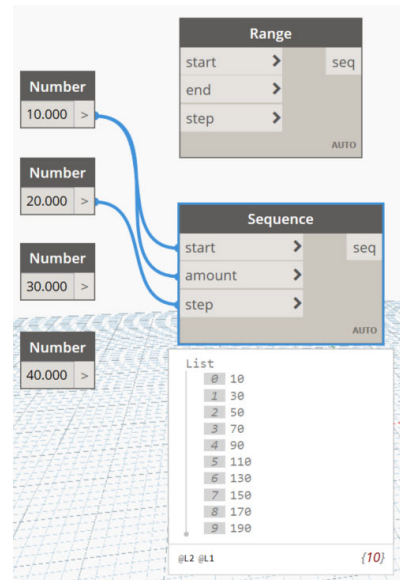 Range
start > seq
end >
step >
AUTO
Number
10.000 >
Number
20.000 >
Number
30.000 >
Number
40.000 >
Sequence
start > seq
amount >
step >
AUTO
List
0 10
1 30
2 50
3 70
4 90
5 110
6 130
7 150
8 170
9 190
@L2 @L1 {10}